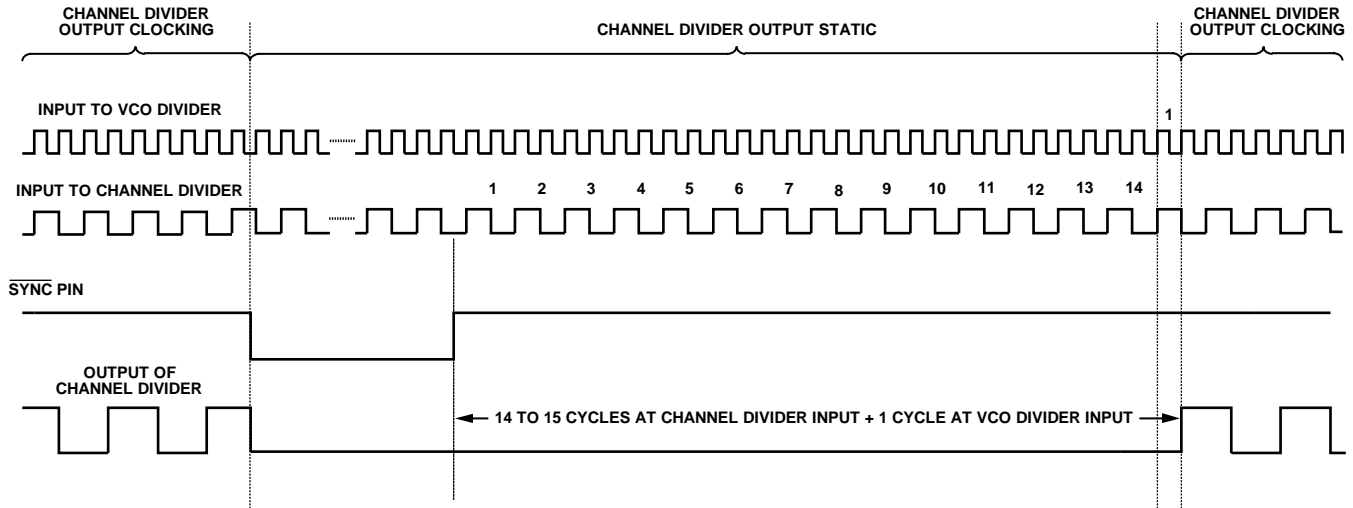 CHANNEL DIVIDER
OUTPUT CLOCKING
CHANNEL DIVIDER OUTPUT STATIC
CHANNEL DIVIDER
OUTPUT CLOCKING
INPUT TO VCO DIVIDER
1
INPUT TO CHANNEL DIVIDER
1 2 3 4 5 6 7 8 9 10 11 12 13 14
SYNC PIN
OUTPUT OF
CHANNEL DIVIDER
14 TO 15 CYCLES AT CHANNEL DIVIDER INPUT + 1 CYCLE AT VCO DIVIDER INPUT